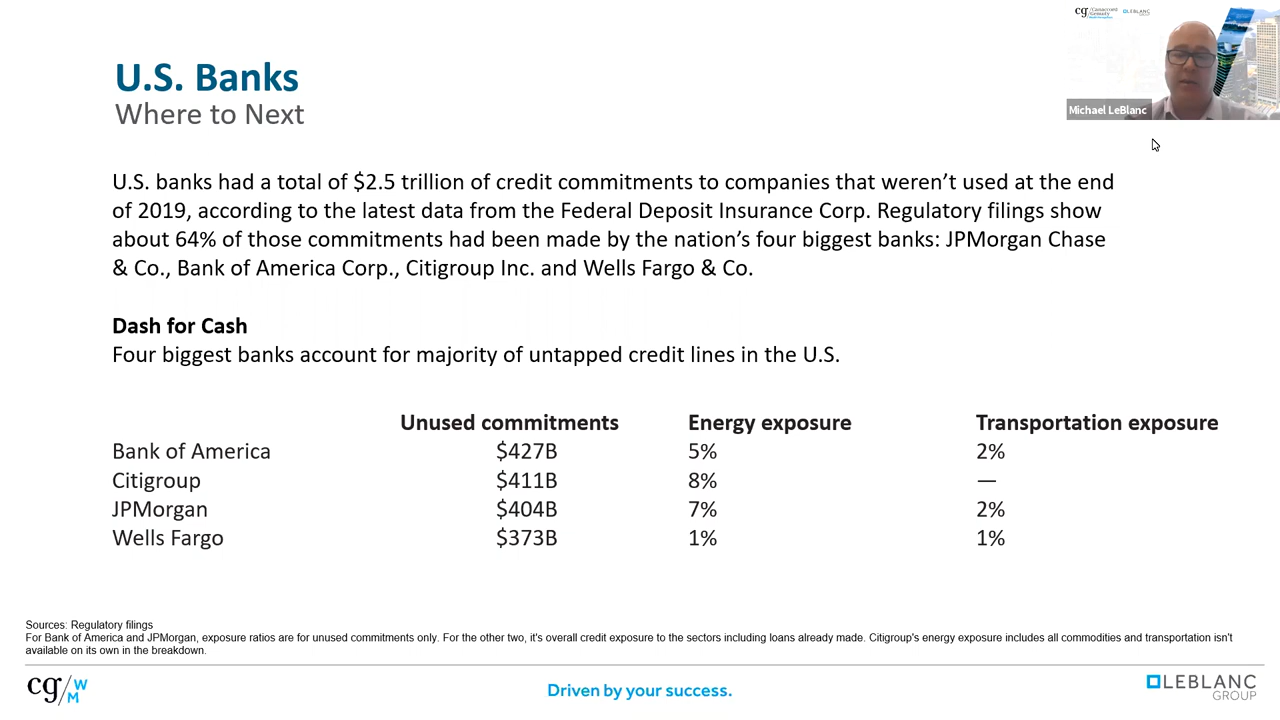 cg/Canaccord Genuity
LEBLANC GROUP
U.S. Banks
Where to Next
Michael LeBlanc
U.S. banks had a total of $2.5 trillion of credit commitments to companies that weren’t used at the end
of 2019, according to the latest data from the Federal Deposit Insurance Corp. Regulatory filings show
about 64% of those commitments had been made by the nation’s four biggest banks: JPMorgan Chase
& Co., Bank of America Corp., Citigroup Inc. and Wells Fargo & Co.
Dash for Cash
Four biggest banks account for majority of untapped credit lines in the U.S.
Unused commitments Energy exposure Transportation exposure
Bank of America $427B 5% 2%
Citigroup $411B 8% —
JPMorgan $404B 7% 2%
Wells Fargo $373B 1% 1%
Sources: Regulatory filings
For Bank of America and JPMorgan, exposure ratios are for unused commitments only. For the other two, it's overall credit exposure to the sectors including loans already made. Citigroup's energy exposure includes all commodities and transportation isn't
available on its own in the breakdown.
cg/WM
Driven by your success.
LEBLANC
GROUP